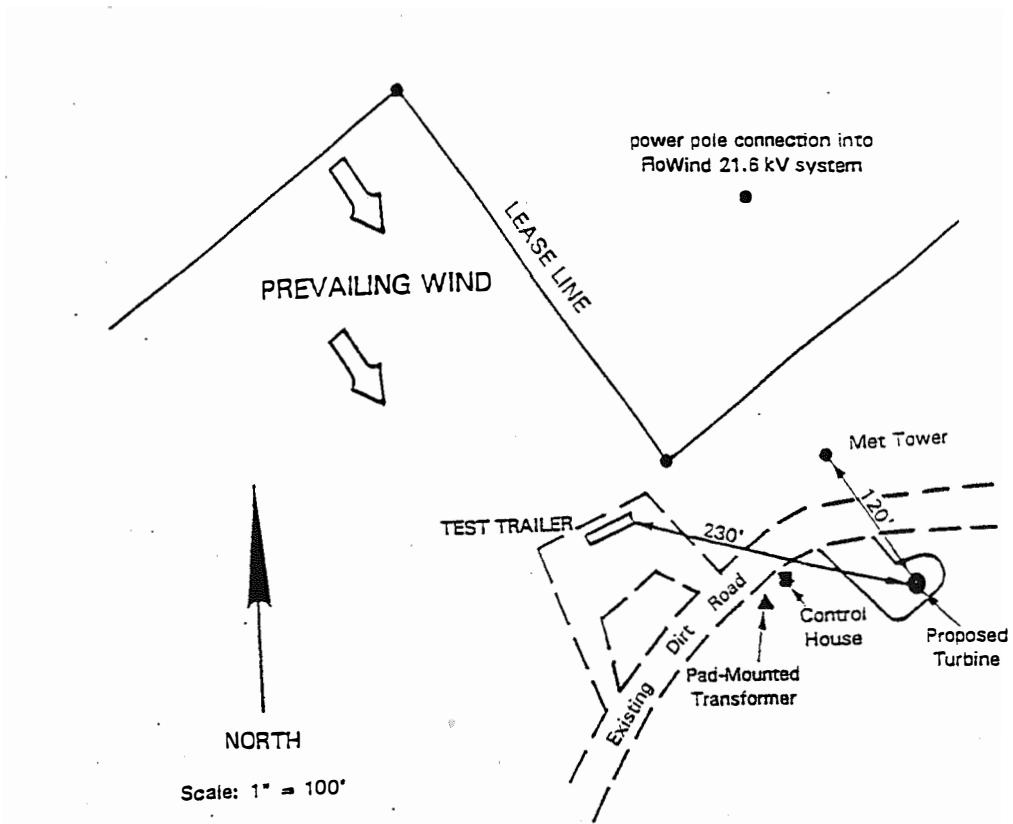 power pole connection into
FloWind 21.6 kV system
LEASE LINE
PREVAILING WIND
Met Tower
120'
TEST TRAILER
230'
Existing Dirt Road
Control
House
Proposed
Turbine
Pad-Mounted
Transformer
NORTH
Scale: 1" = 100'